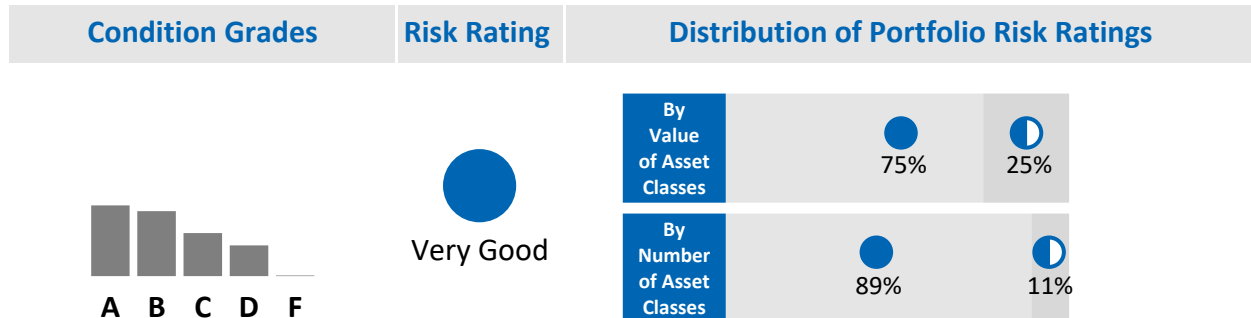 Condition Grades
Risk Rating
Distribution of Portfolio Risk Ratings
A B C D F
Very Good
By
Value
of Asset
Classes
75%
25%
By
Number
of Asset
Classes
89%
11%